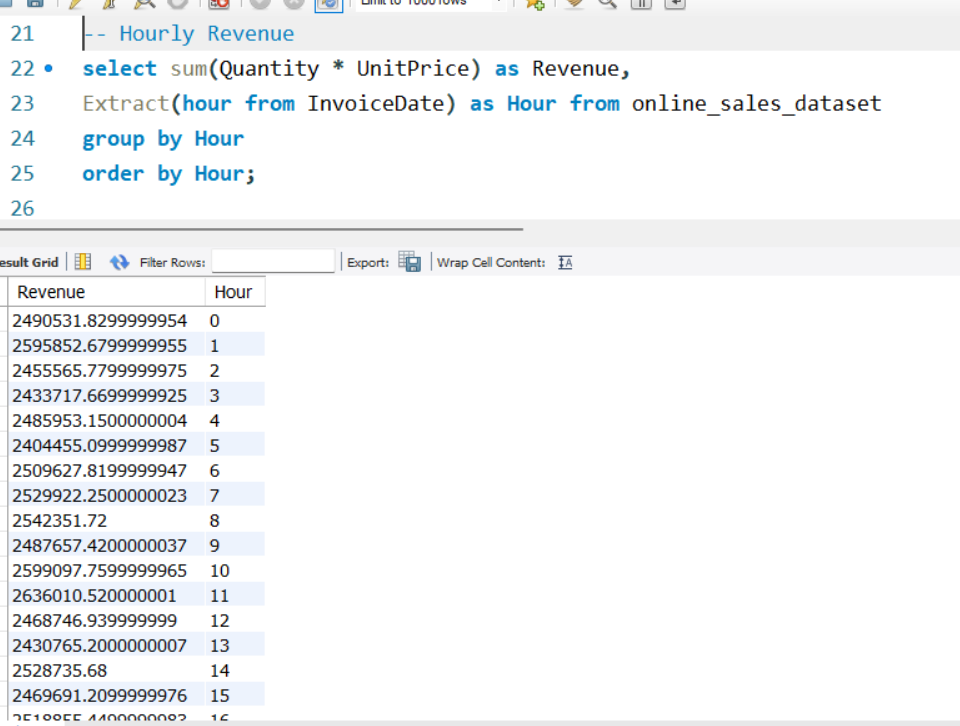 Limit to 10001 rows
21 -- Hourly Revenue
22 select sum(Quantity * UnitPrice) as Revenue,
23 Extract(hour from InvoiceDate) as Hour from online_sales_dataset
24 group by Hour
25 order by Hour;
26
esult Grid Filter Rows: Export: Wrap Cell Content: IA
Revenue Hour
2490531.8299999954 0
2595852.6799999955 1
2455565.7799999975 2
2433717.6699999925 3
2485953.1500000004 4
2404455.0999999987 5
2509627.8199999947 6
2529922.2500000023 7
2542351.72 8
2487657.4200000037 9
2599097.7599999965 10
2636010.520000001 11
2468746.939999999 12
2430765.2000000007 13
2528735.68 14
2469691.2099999976 15
2518855.4499999983 16